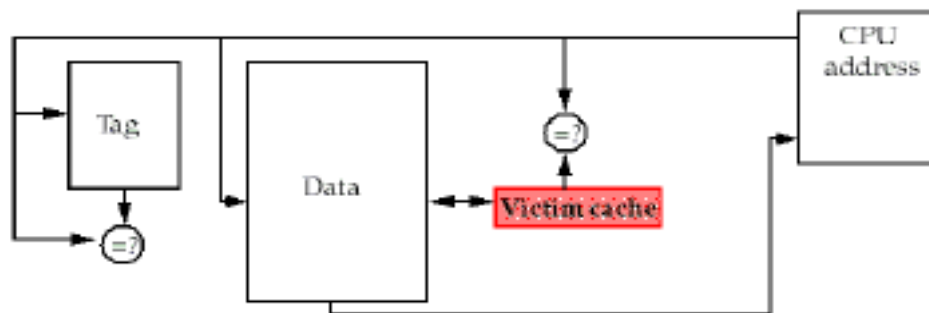 CPU
address
Tag
=?
Data
Victim cache
=?